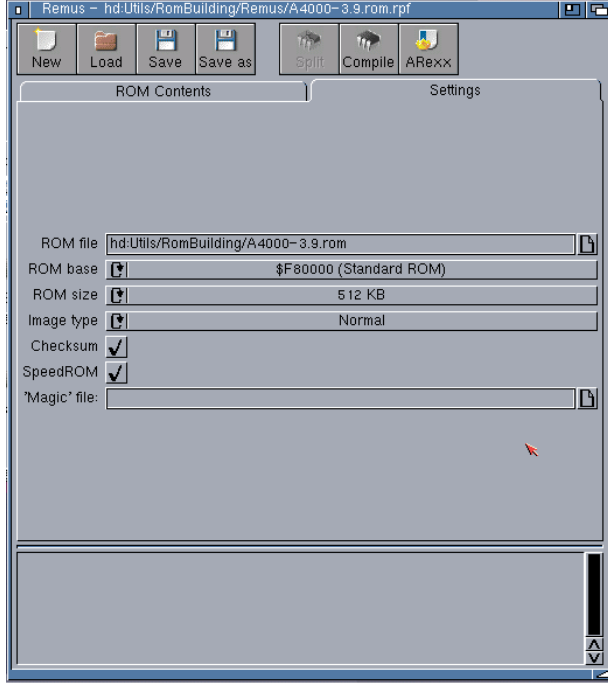 Remus - hd:Utils/RomBuilding/Remus/A4000-3.9.rom.rpf
New Load Save Save as Split Compile ARexx
ROM Contents Settings
ROM file hd:Utils/RomBuilding/A4000-3.9.rom
ROM base $F80000 (Standard ROM)
ROM size 512 KB
Image type Normal
Checksum
SpeedROM
'Magic' file: